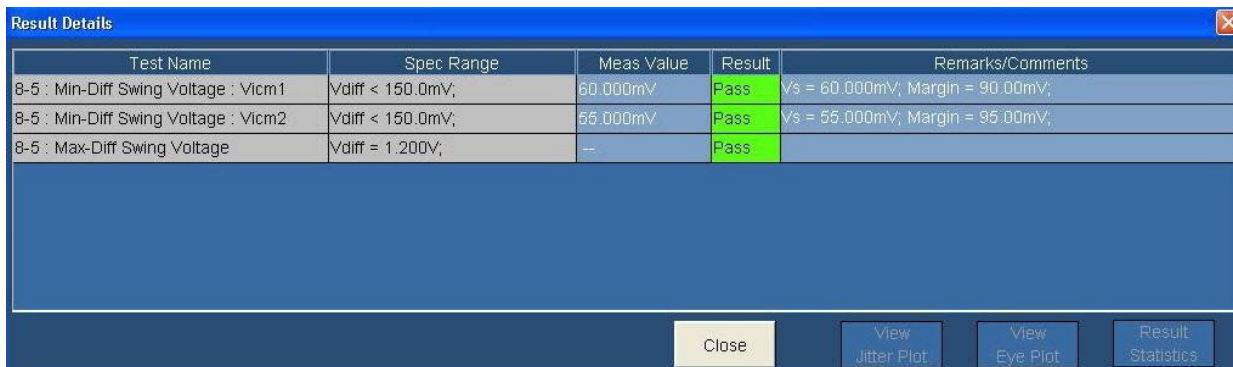 Result Details
Test Name Spec Range Meas Value Result Remarks/Comments
8-5 : Min-Diff Swing Voltage : Vicm1 Vdiff < 150.0mV; 60.000mV Pass Vs = 60.000mV; Margin = 90.00mV;
8-5 : Min-Diff Swing Voltage : Vicm2 Vdiff < 150.0mV; 55.000mV Pass Vs = 55.000mV; Margin = 95.00mV;
8-5 : Max-Diff Swing Voltage Vdiff = 1.200V; -- Pass
Close
View
Jitter Plot
View
Eye Plot
Result
Statistics